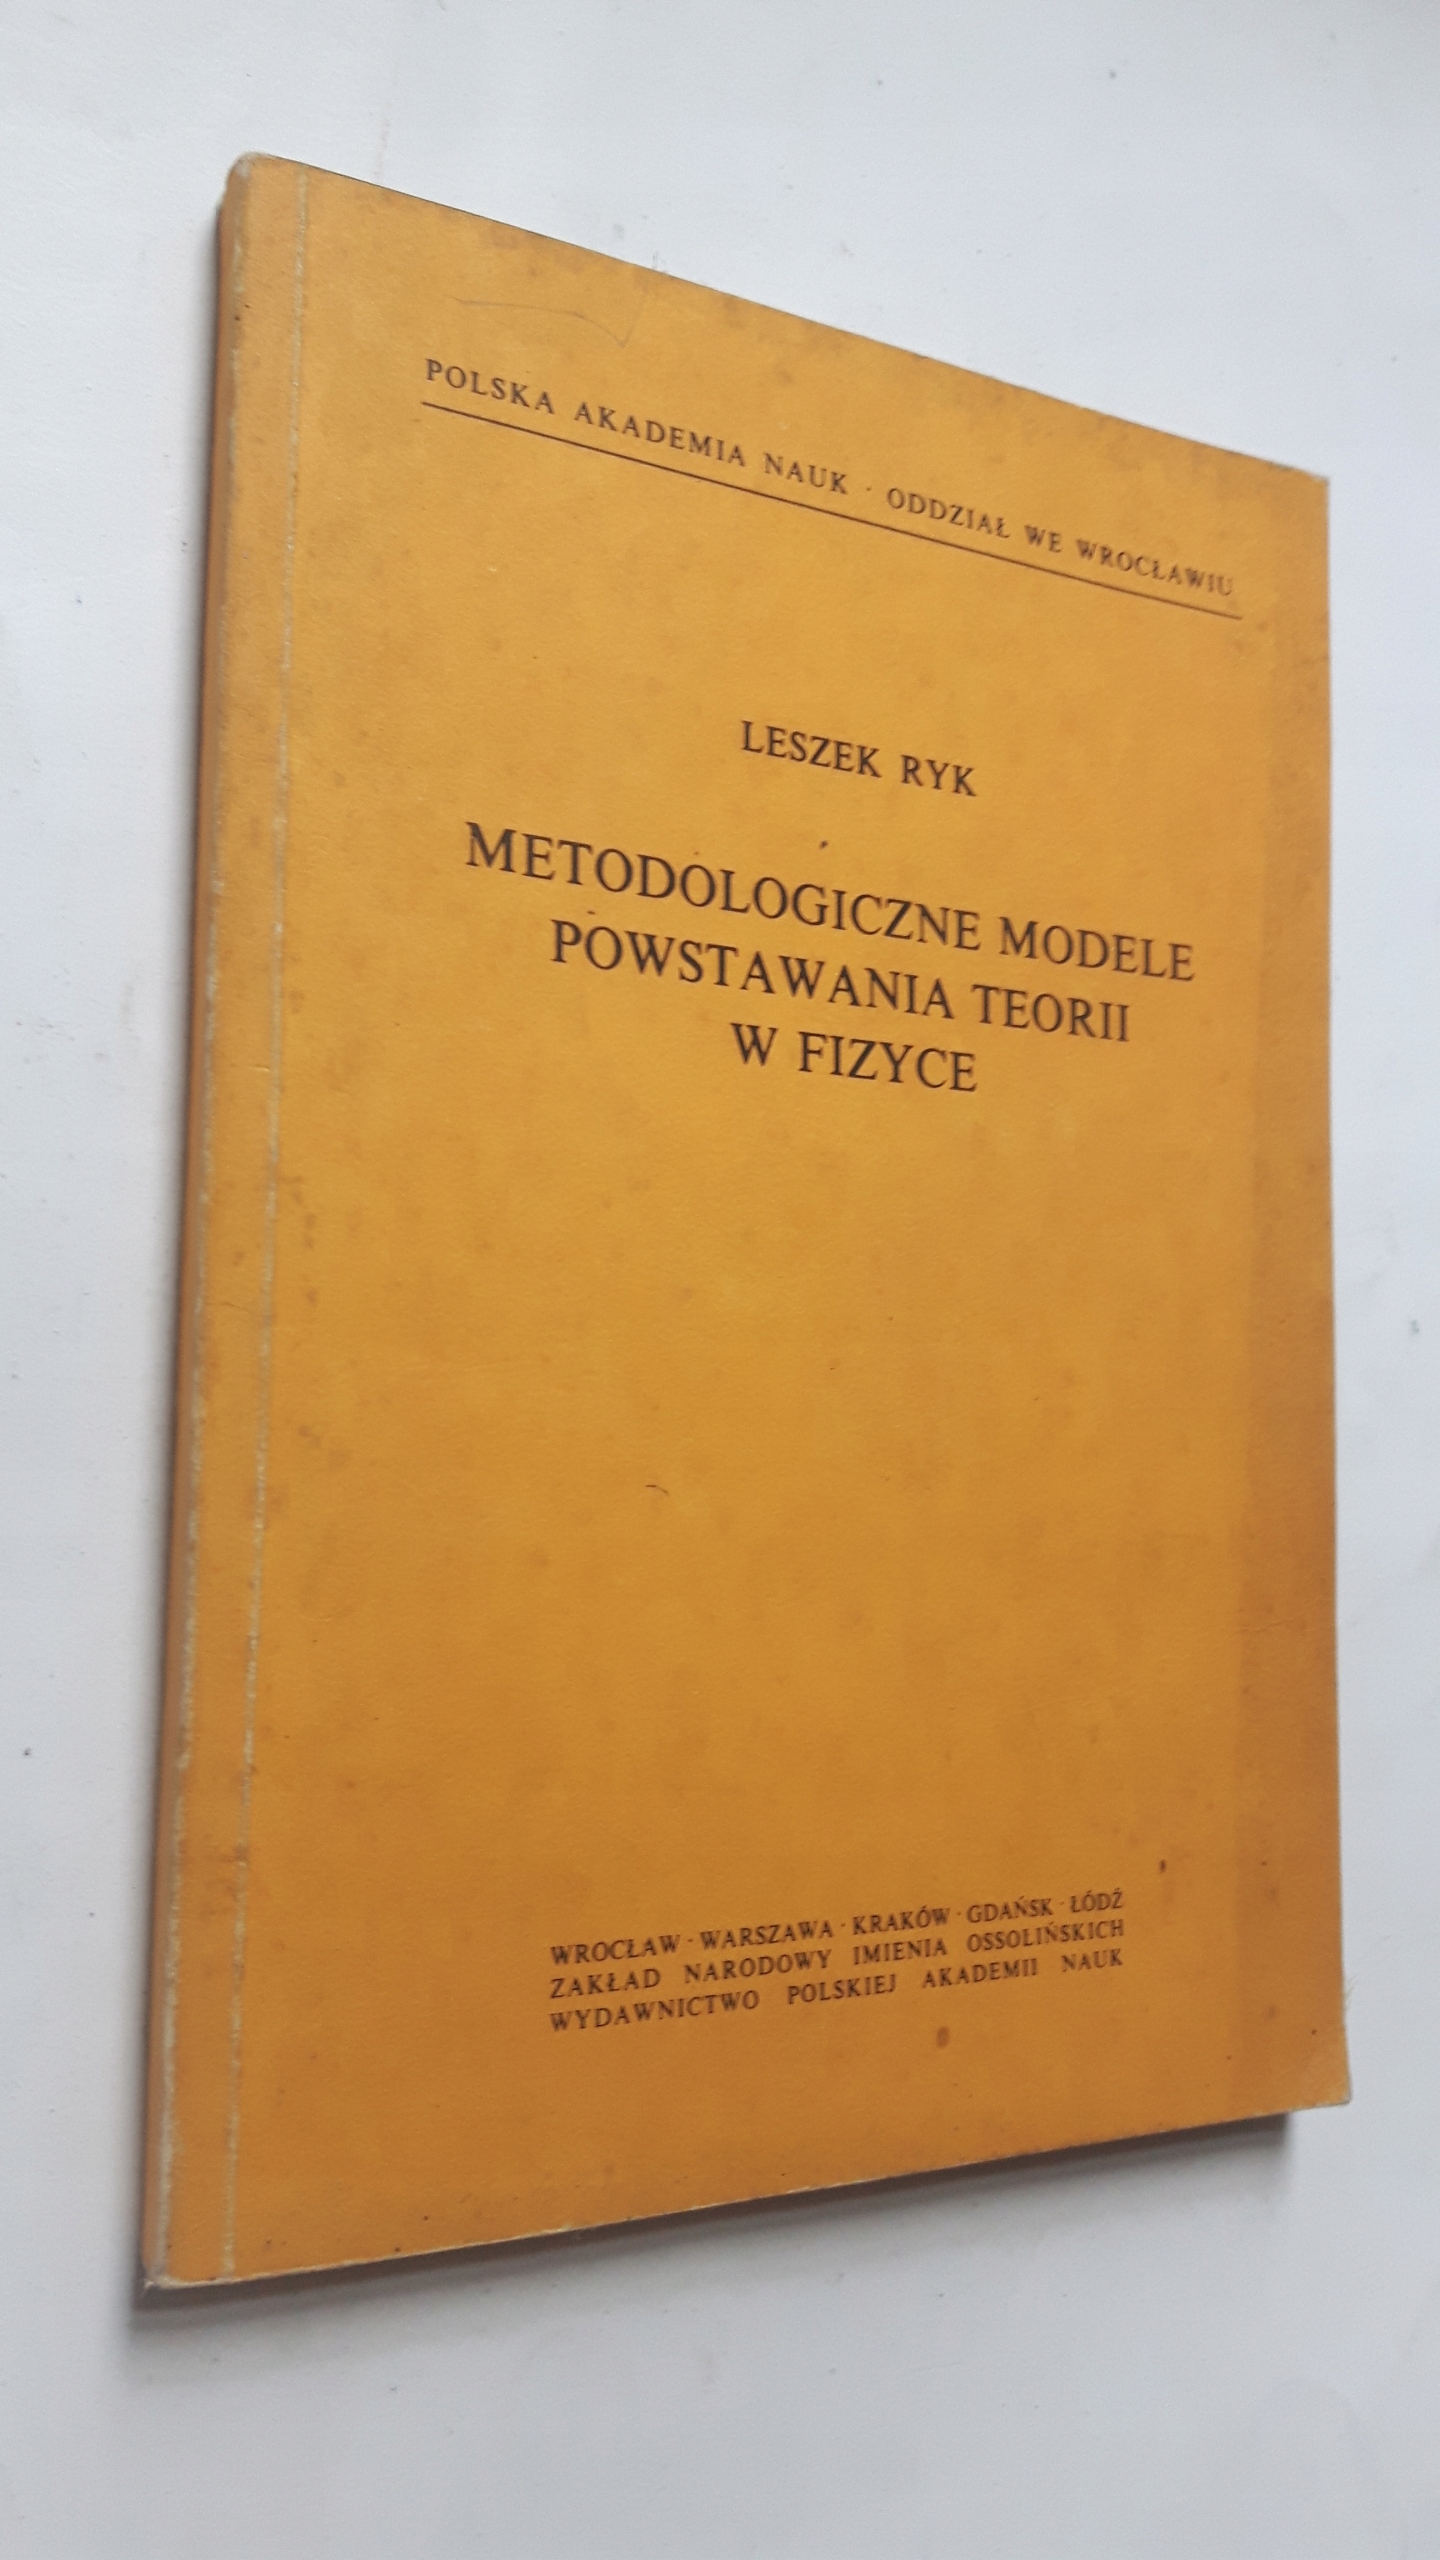 POLSKA AKADEMIA NAUK · ODDZIAŁ WE WROCŁAWIU
LESZEK RYK
METODOLOGICZNE MODELE
POWSTAWANIA TEORII
W FIZYCE
WROCŁAW · WARSZAWA · KRAKÓW · GDAŃSK · ŁÓDŹ
ZAKŁAD NARODOWY IMIENIA OSSOLIŃSKICH
WYDAWNICTWO POLSKIEJ AKADEMII NAUK